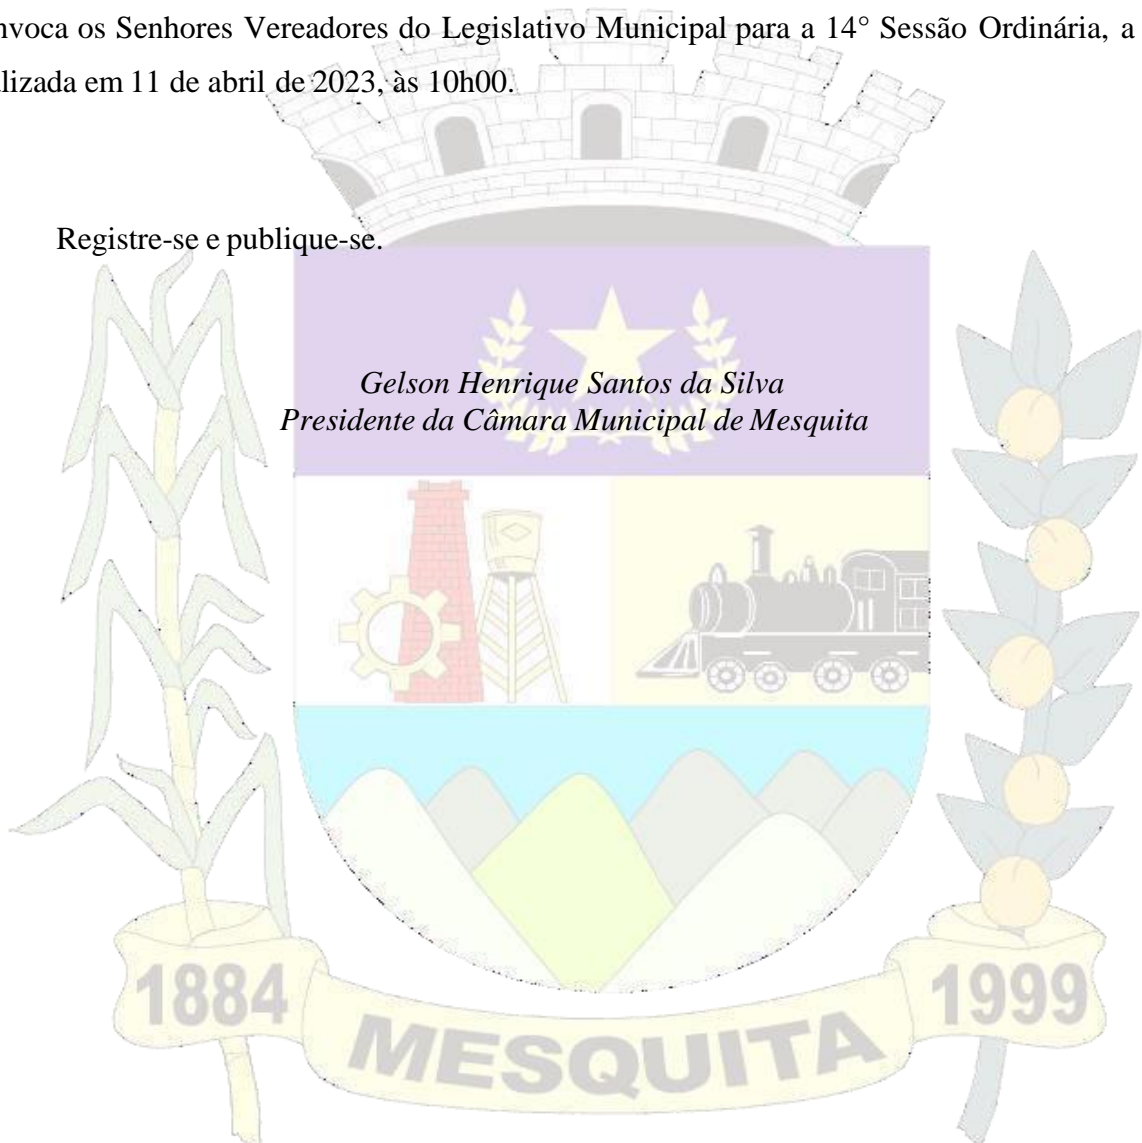 nvoca os Senhores Vereadores do Legislativo Municipal para a 14° Sessão Ordinária, a
lizada em 11 de abril de 2023, às 10h00.
Registre-se e publique-se.
Gelson Henrique Santos da Silva
Presidente da Câmara Municipal de Mesquita
1884
MESQUITA
1999